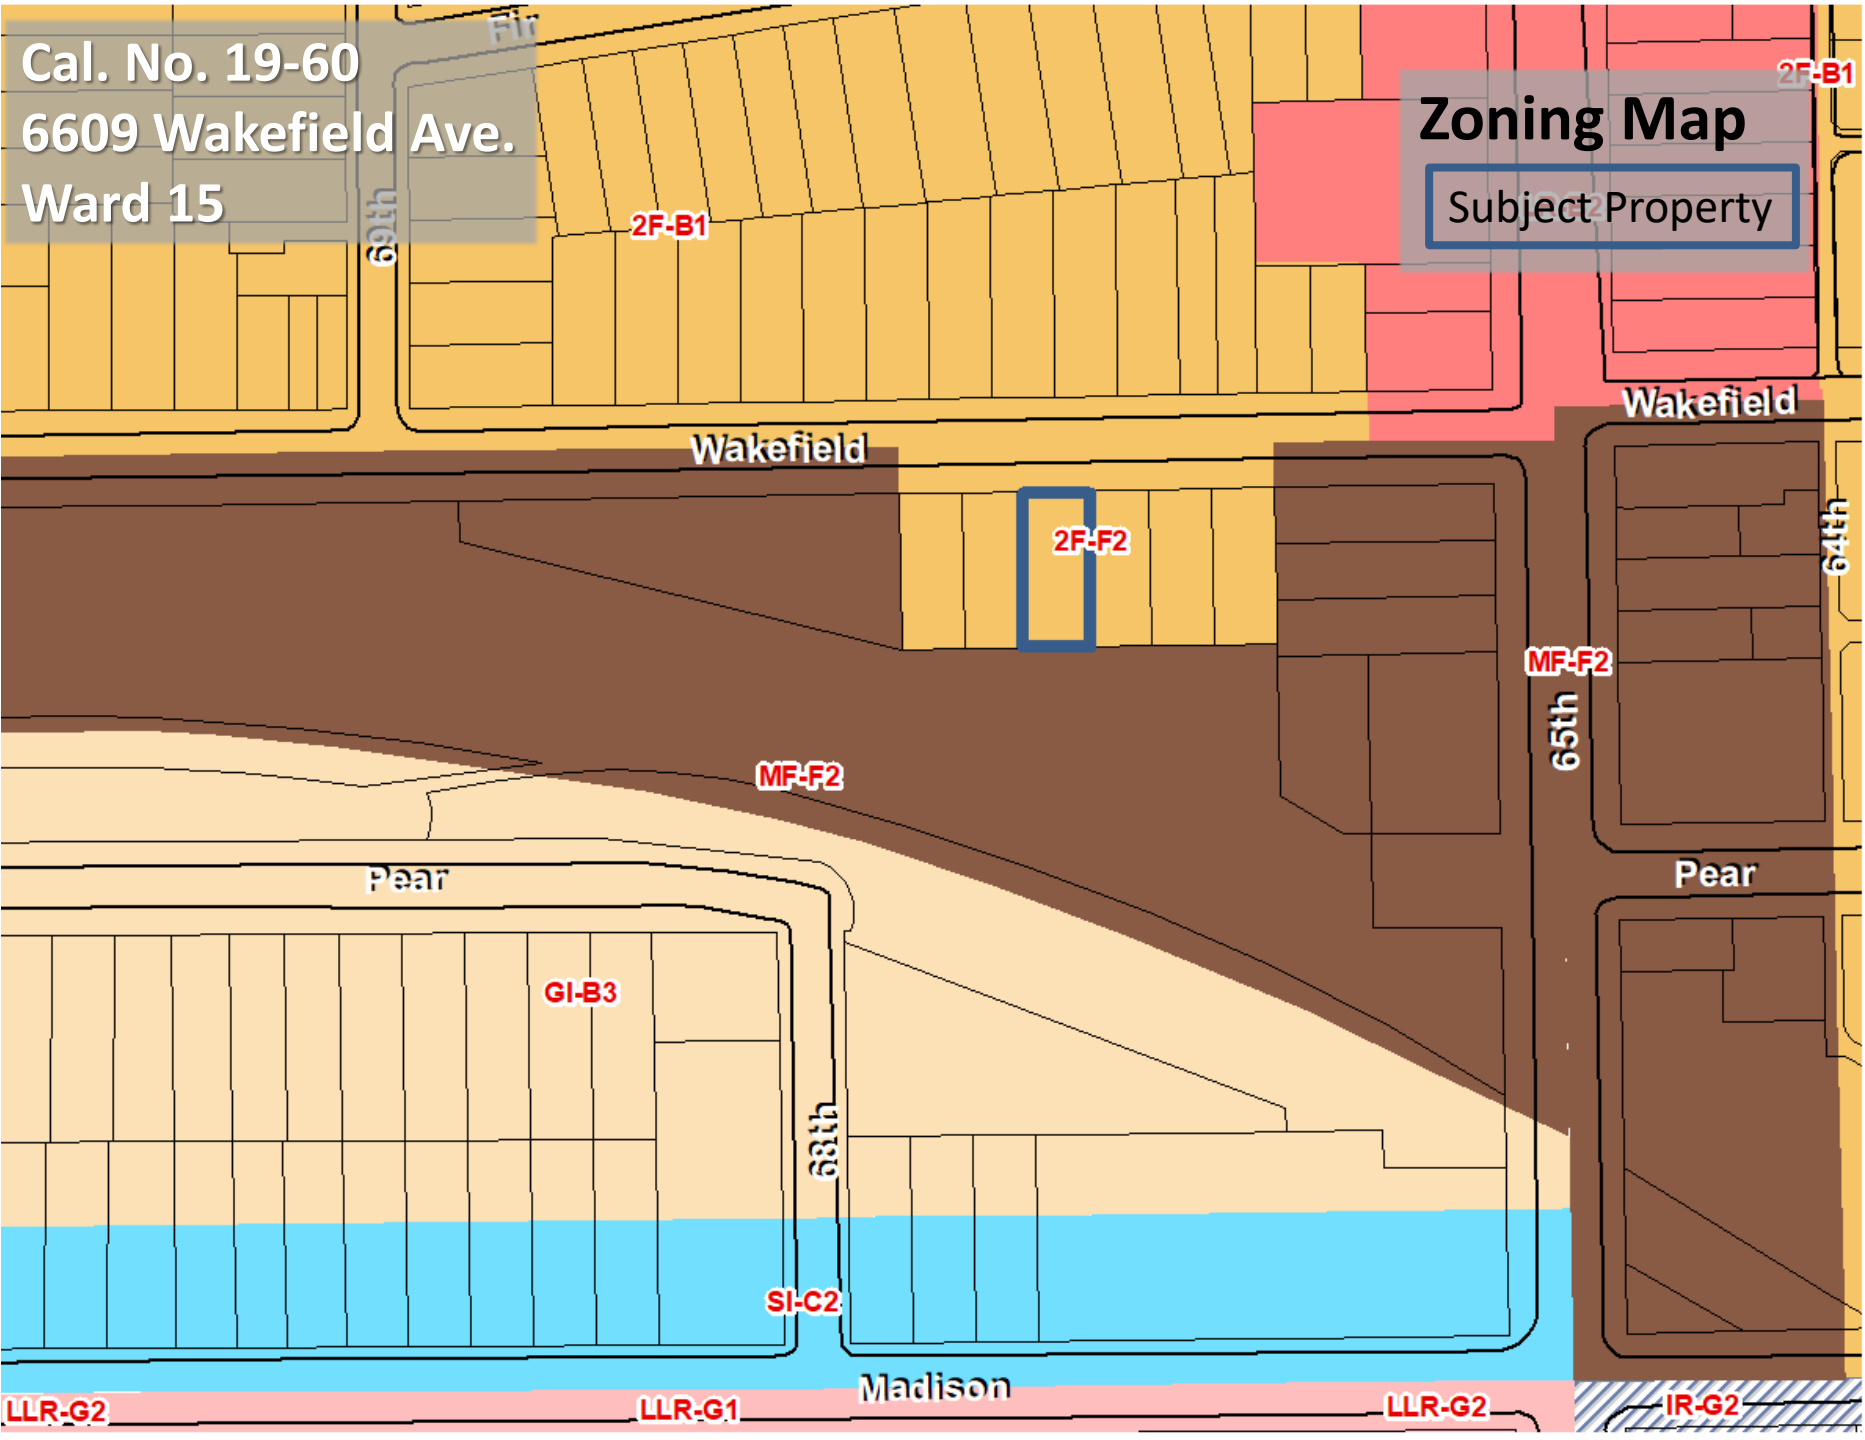 Fir
Cal. No. 19-60
6609 Wakefield Ave.
Ward 15
2F-B1
Zoning Map
Subject Property
69th
2F-B1
Wakefield
Wakefield
2F-F2
64th
MF-F2
65th
MF-F2
Pear
Pear
GI-B3
68th
SI-C2
Madison
LLR-G2
LLR-G1
LLR-G2
IR-G2